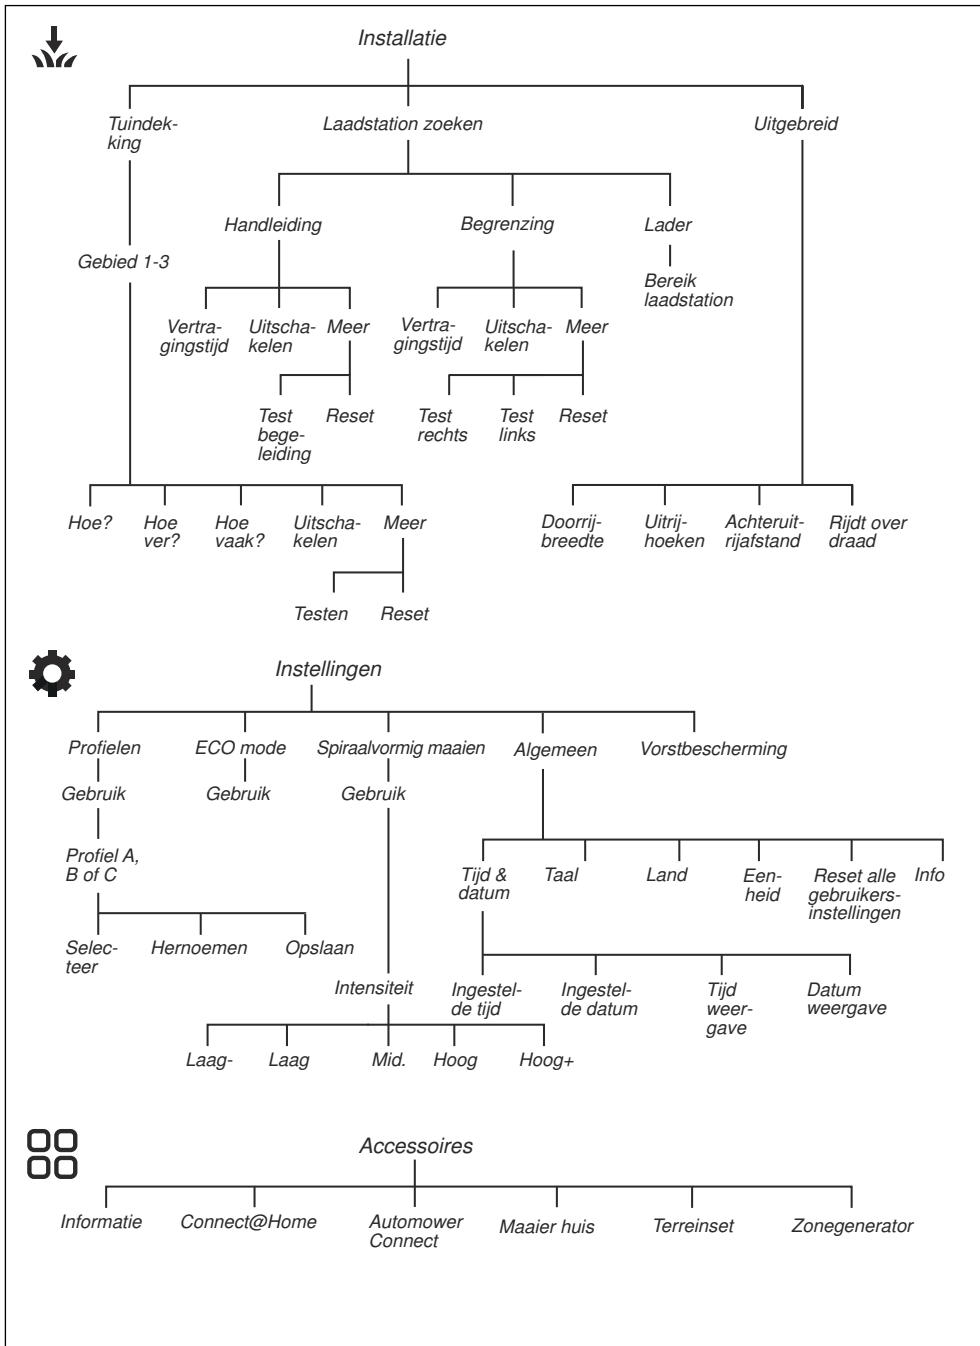 Installatie
Tuindek-
king
Laadstation zoeken
Uitgebreid
Handleiding
Begrenzing
Lader
Gebied 1-3
Bereik
laadstation
Vertra-
gingstijd
Uitscha-
kelen
Meer
Vertra-
gingstijd
Uitscha-
kelen
Meer
Test
bege-
leiding
Reset
Test
rechts
Test
links
Reset
Hoe?
Hoe
ver?
Hoe
vaak?
Uitscha-
kelen
Meer
Doorrij-
breedte
Uitrij-
hoeken
Achteruit-
rijafstand
Rijdt over
draad
Testen
Reset
Instellingen
Profielen
ECO mode
Spiraalvormig maaien
Algemeen
Vorstbescherming
Gebruik
Gebruik
Gebruik
Profiel A,
B of C
Tijd &
datum
Taal
Land
Een-
heid
Reset alle
gebruikers-
instellingen
Info
Selec-
teer
Hernoemen
Opslaan
Intensiteit
Ingestel-
de tijd
Ingestel-
de datum
Tijd
weer-
gave
Datum
weergave
Laag-
Laag
Mid.
Hoog
Hoog+
Accessoires
Informatie
Connect@Home
Automower
Connect
Maaier huis
Terreinset
Zonegenerator